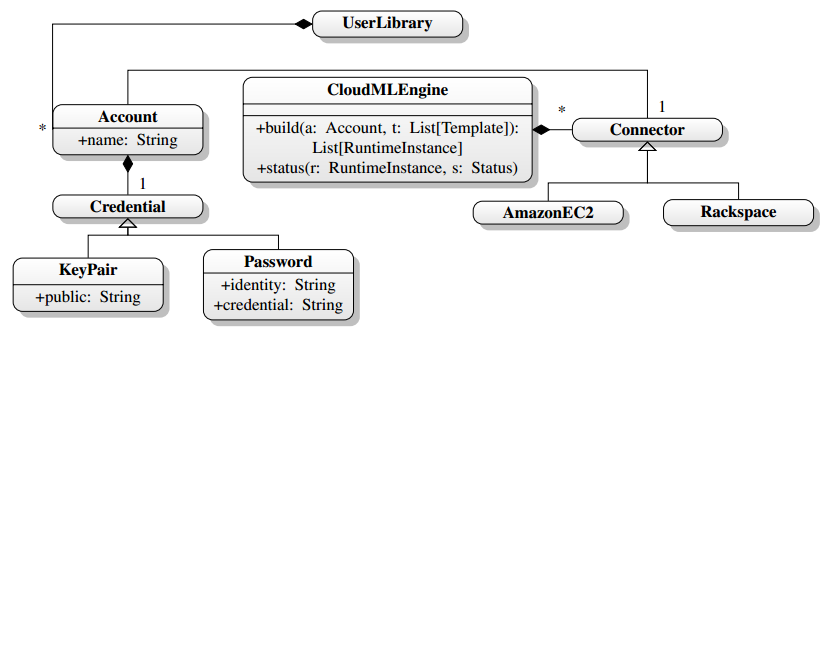 UserLibrary
Account
+name: String
*
CloudMLEngine
+build(a: Account, t: List[Template]):
List[RuntimeInstance]
+status(r: RuntimeInstance, s: Status)
*
1
Connector
1
Credential
AmazonEC2
Rackspace
KeyPair
+public: String
Password
+identity: String
+credential: String